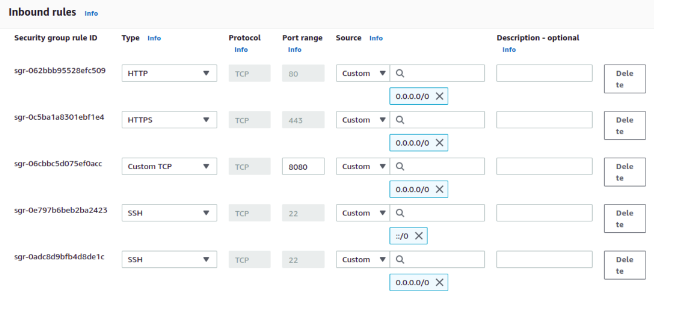 Inbound rules Info
Security group rule ID Type Info Protocol Info Port range Info Source Info Description - optional Info
sgr-062bbb95528efc509 HTTP TCP 80 Custom Delete
0.0.0.0/0
sgr-0c5ba1a8301ebf1e4 HTTPS TCP 443 Custom Delete
0.0.0.0/0
sgr-06cbbc5d075ef0acc Custom TCP TCP 8080 Custom Delete
0.0.0.0/0
sgr-0e797b6beb2ba2423 SSH TCP 22 Custom Delete
::/0
sgr-0adc8d9bfb4d8de1c SSH TCP 22 Custom Delete
0.0.0.0/0